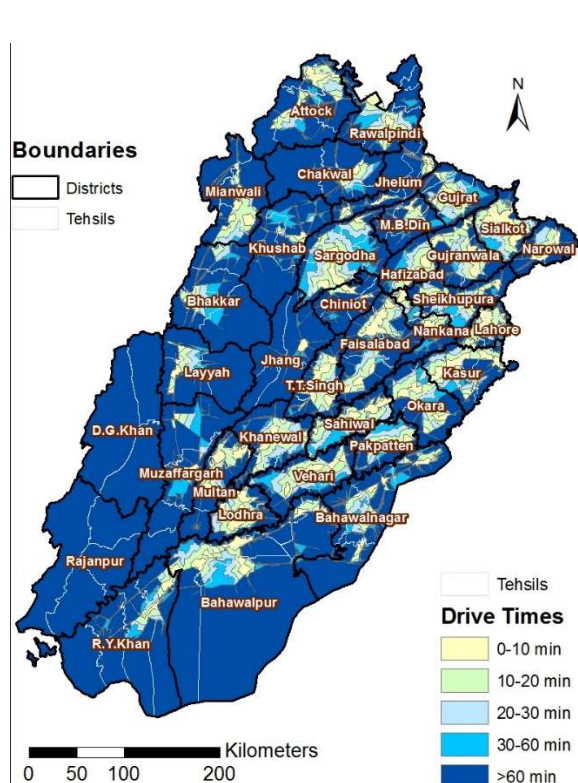 N
Boundaries
Districts
Tehsils
Attock
Rawalpindi
Chakwal
Jhelum
Mianwali
Gujrat
M.B.Din
Sialkot
Khushab
Sargodha
Gujranwala
Narowal
Hafizabad
Bhakkar
Chiniot
Sheikhupura
Nankana
Lahore
Faisalabad
Jhang
Layyah
Kasur
T.T.Singh
Okara
D.G.Khan
Sahiwal
Khanewal
Pakpatten
Muzaffargarh
Vehari
Multan
Lodhra
Bahawalnagar
Rajanpur
Bahawalpur
R.Y.Khan
Tehsils
Drive Times
0-10 min
10-20 min
20-30 min
30-60 min
>60 min
Kilometers
0 50 100 200